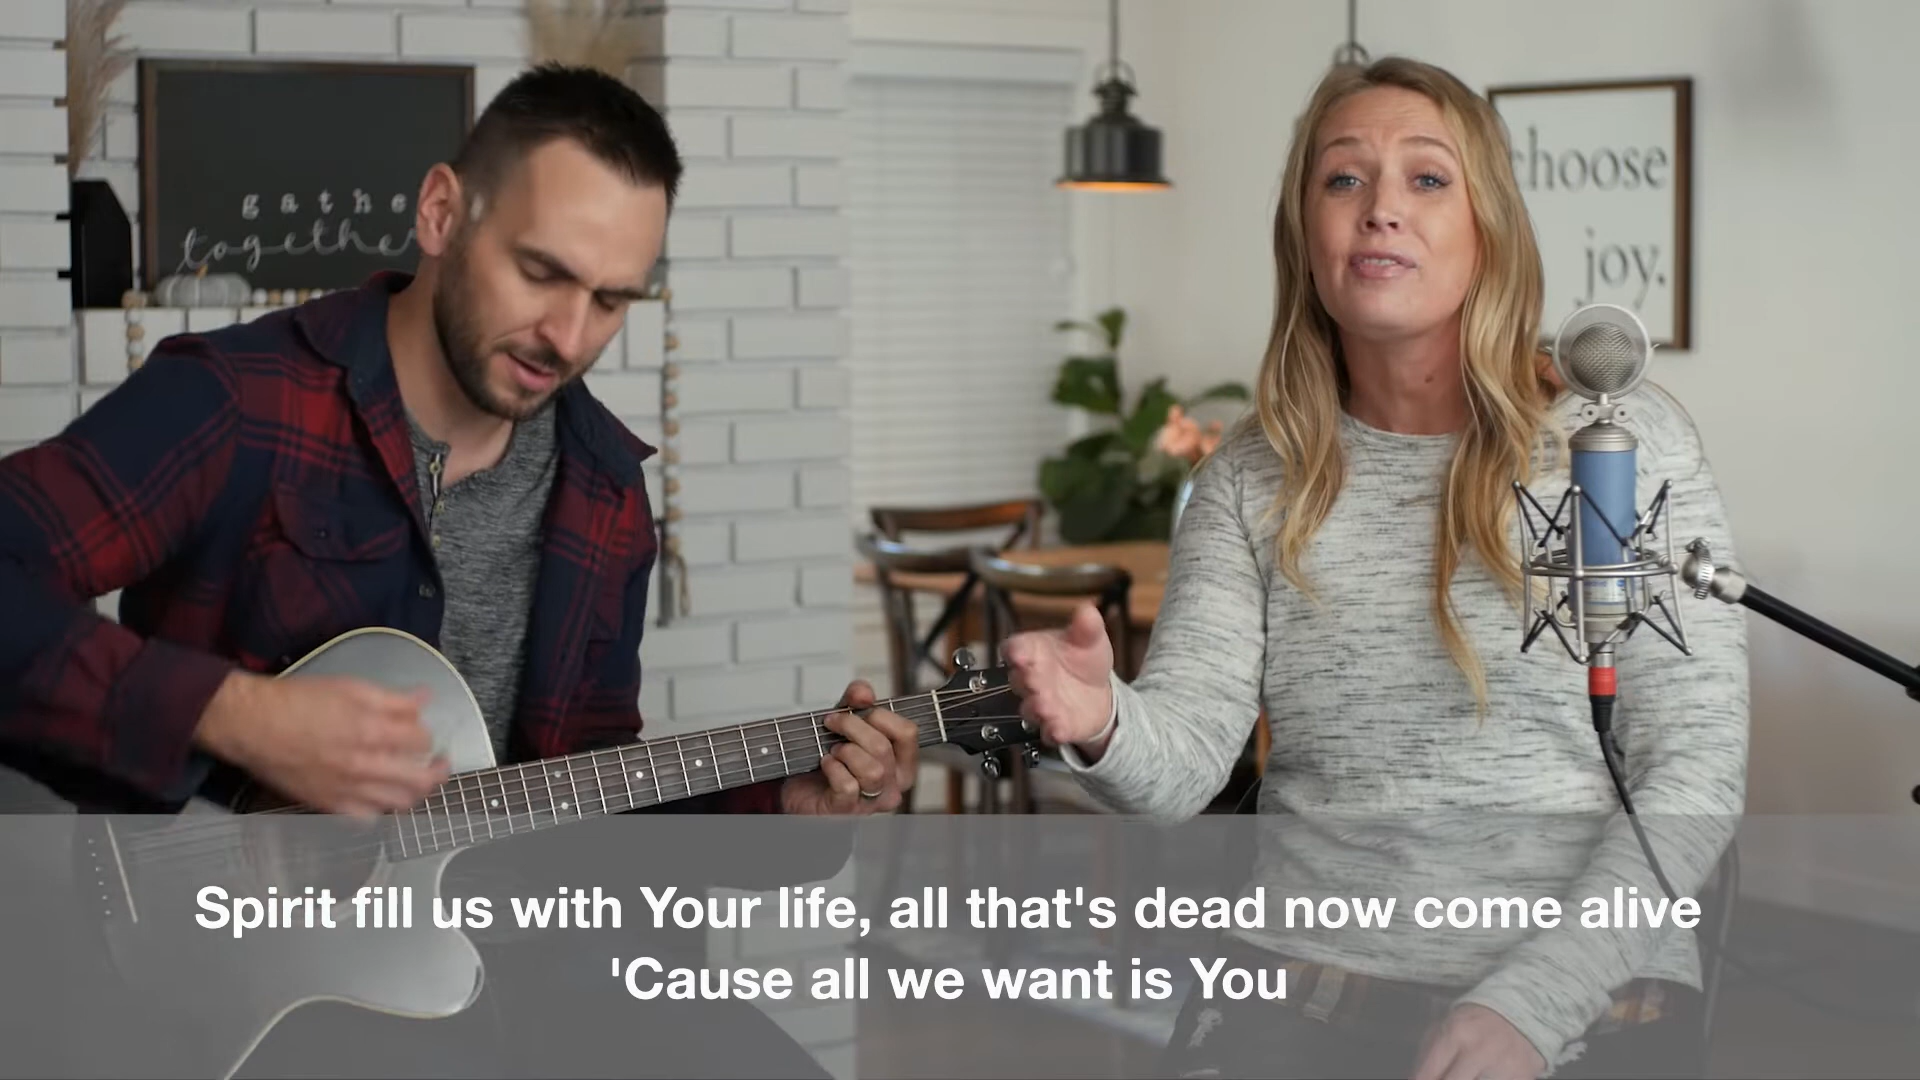 gathe
together
choose
joy.
Spirit fill us with Your life, all that's dead now come alive
'Cause all we want is You